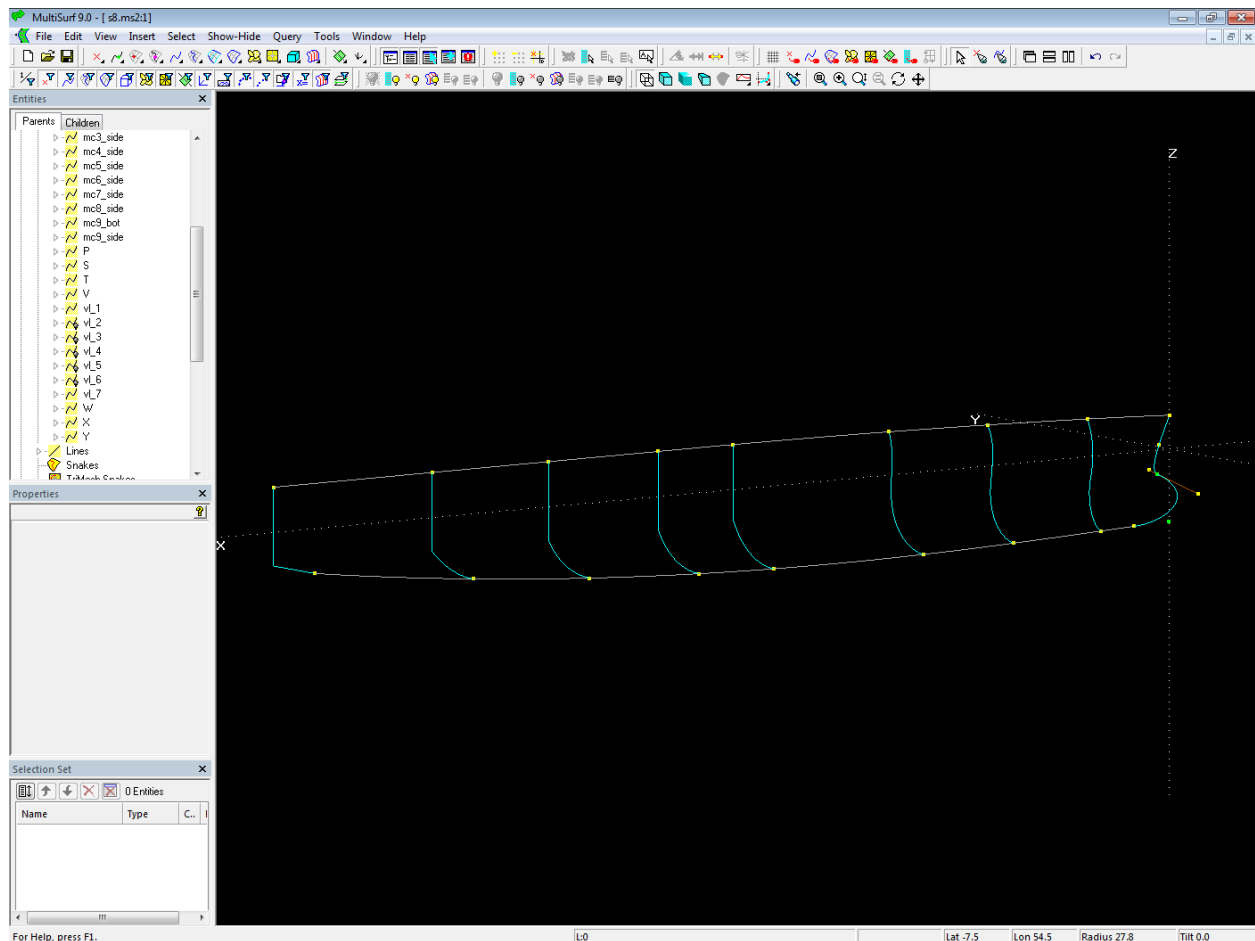 MultiSurf 9.0 - [ s8.ms2:1]
File Edit View Insert Select Show-Hide Query Tools Window Help
Entities
Parents Children
mc3_side
mc4_side
mc5_side
mc6_side
mc7_side
mc8_side
mc9_bot
mc9_side
P
S
T
V
vl_1
vl_2
vl_3
vl_4
vl_5
vl_6
vl_7
W
X
Y
Lines
Snakes
TriMesh Snakes
Properties
Selection Set
0 Entities
Name Type C..
Z
Y
X
For Help, press F1.
L:0
Lat -7.5 Lon 54.5 Radius 27.8 Tilt 0.0